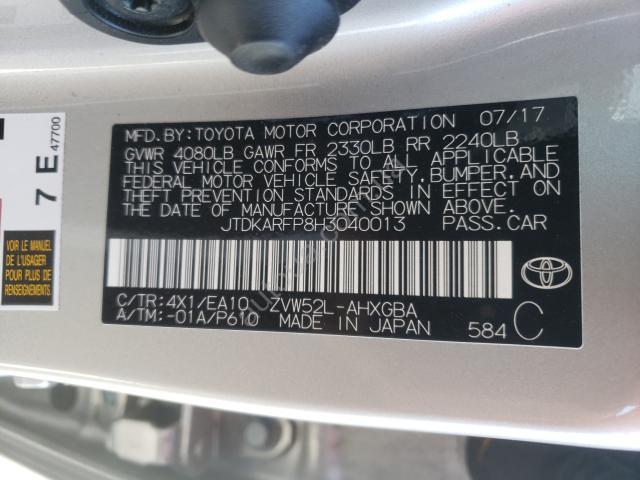 MFD.BY:TOYOTA MOTOR CORPORATION 07/17
GVWR 4080LB GAWR FR 2330LB RR 2240LB
THIS VEHICLE CONFORMS TO ALL APPLICABLE
FEDERAL MOTOR VEHICLE SAFETY,BUMPER,AND
THEFT PREVENTION STANDARDS IN EFFECT ON
THE DATE OF MANUFACTURE SHOWN ABOVE.
JTDKARFP8H3040013 PASS.CAR
C/TR:4X1/EA10 ZVW52L-AHXGBA
A/TM:-01A/P610 MADE IN JAPAN 584 C
TOYOTA
7 E 47700
VOIR LE MANUEL
DE L'USAGER
POUR PLUS DE